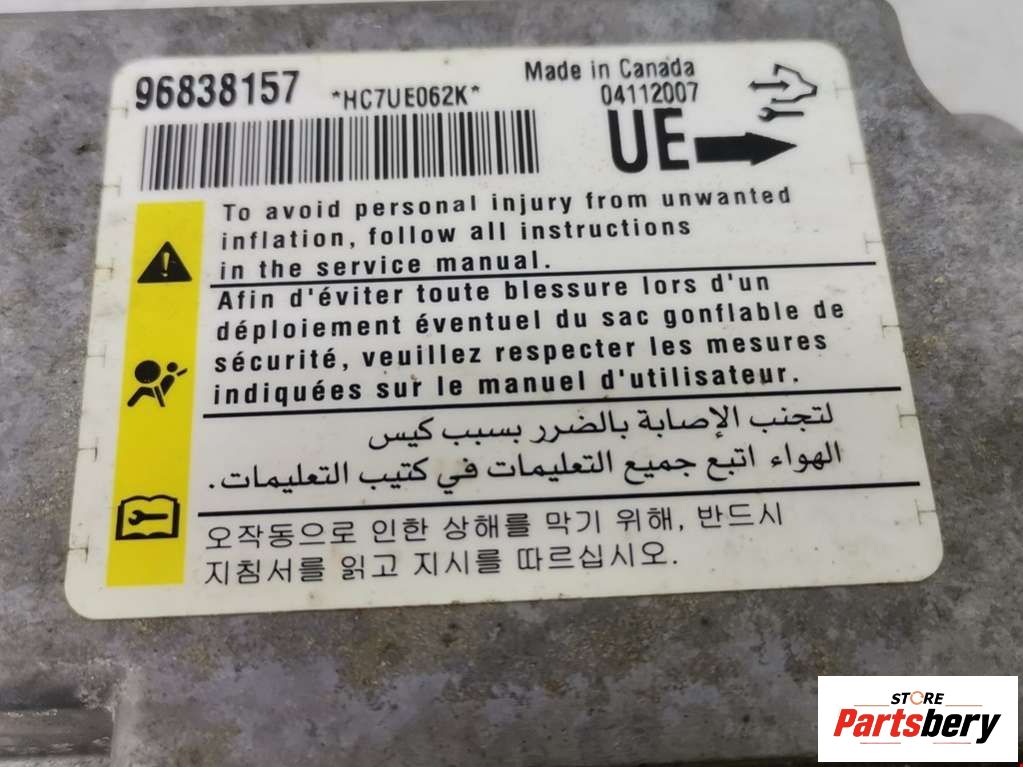 96838157 *HC7UE062K* Made in Canada
04112007
UE
To avoid personal injury from unwanted
inflation, follow all instructions
in the service manual.
Afin d'éviter toute blessure lors d'un
déploiement éventuel du sac gonflable de
sécurité, veuillez respecter les mesures
indiquées sur le manuel d'utilisateur.
لتجنب الإصابة بالضرر بسبب كيس
الهواء اتبع جميع التعليمات في كتيب التعليمات.
오작동으로 인한 상해를 막기 위해, 반드시
지침서를 읽고 지시를 따르십시오.
STORE
Partsbery